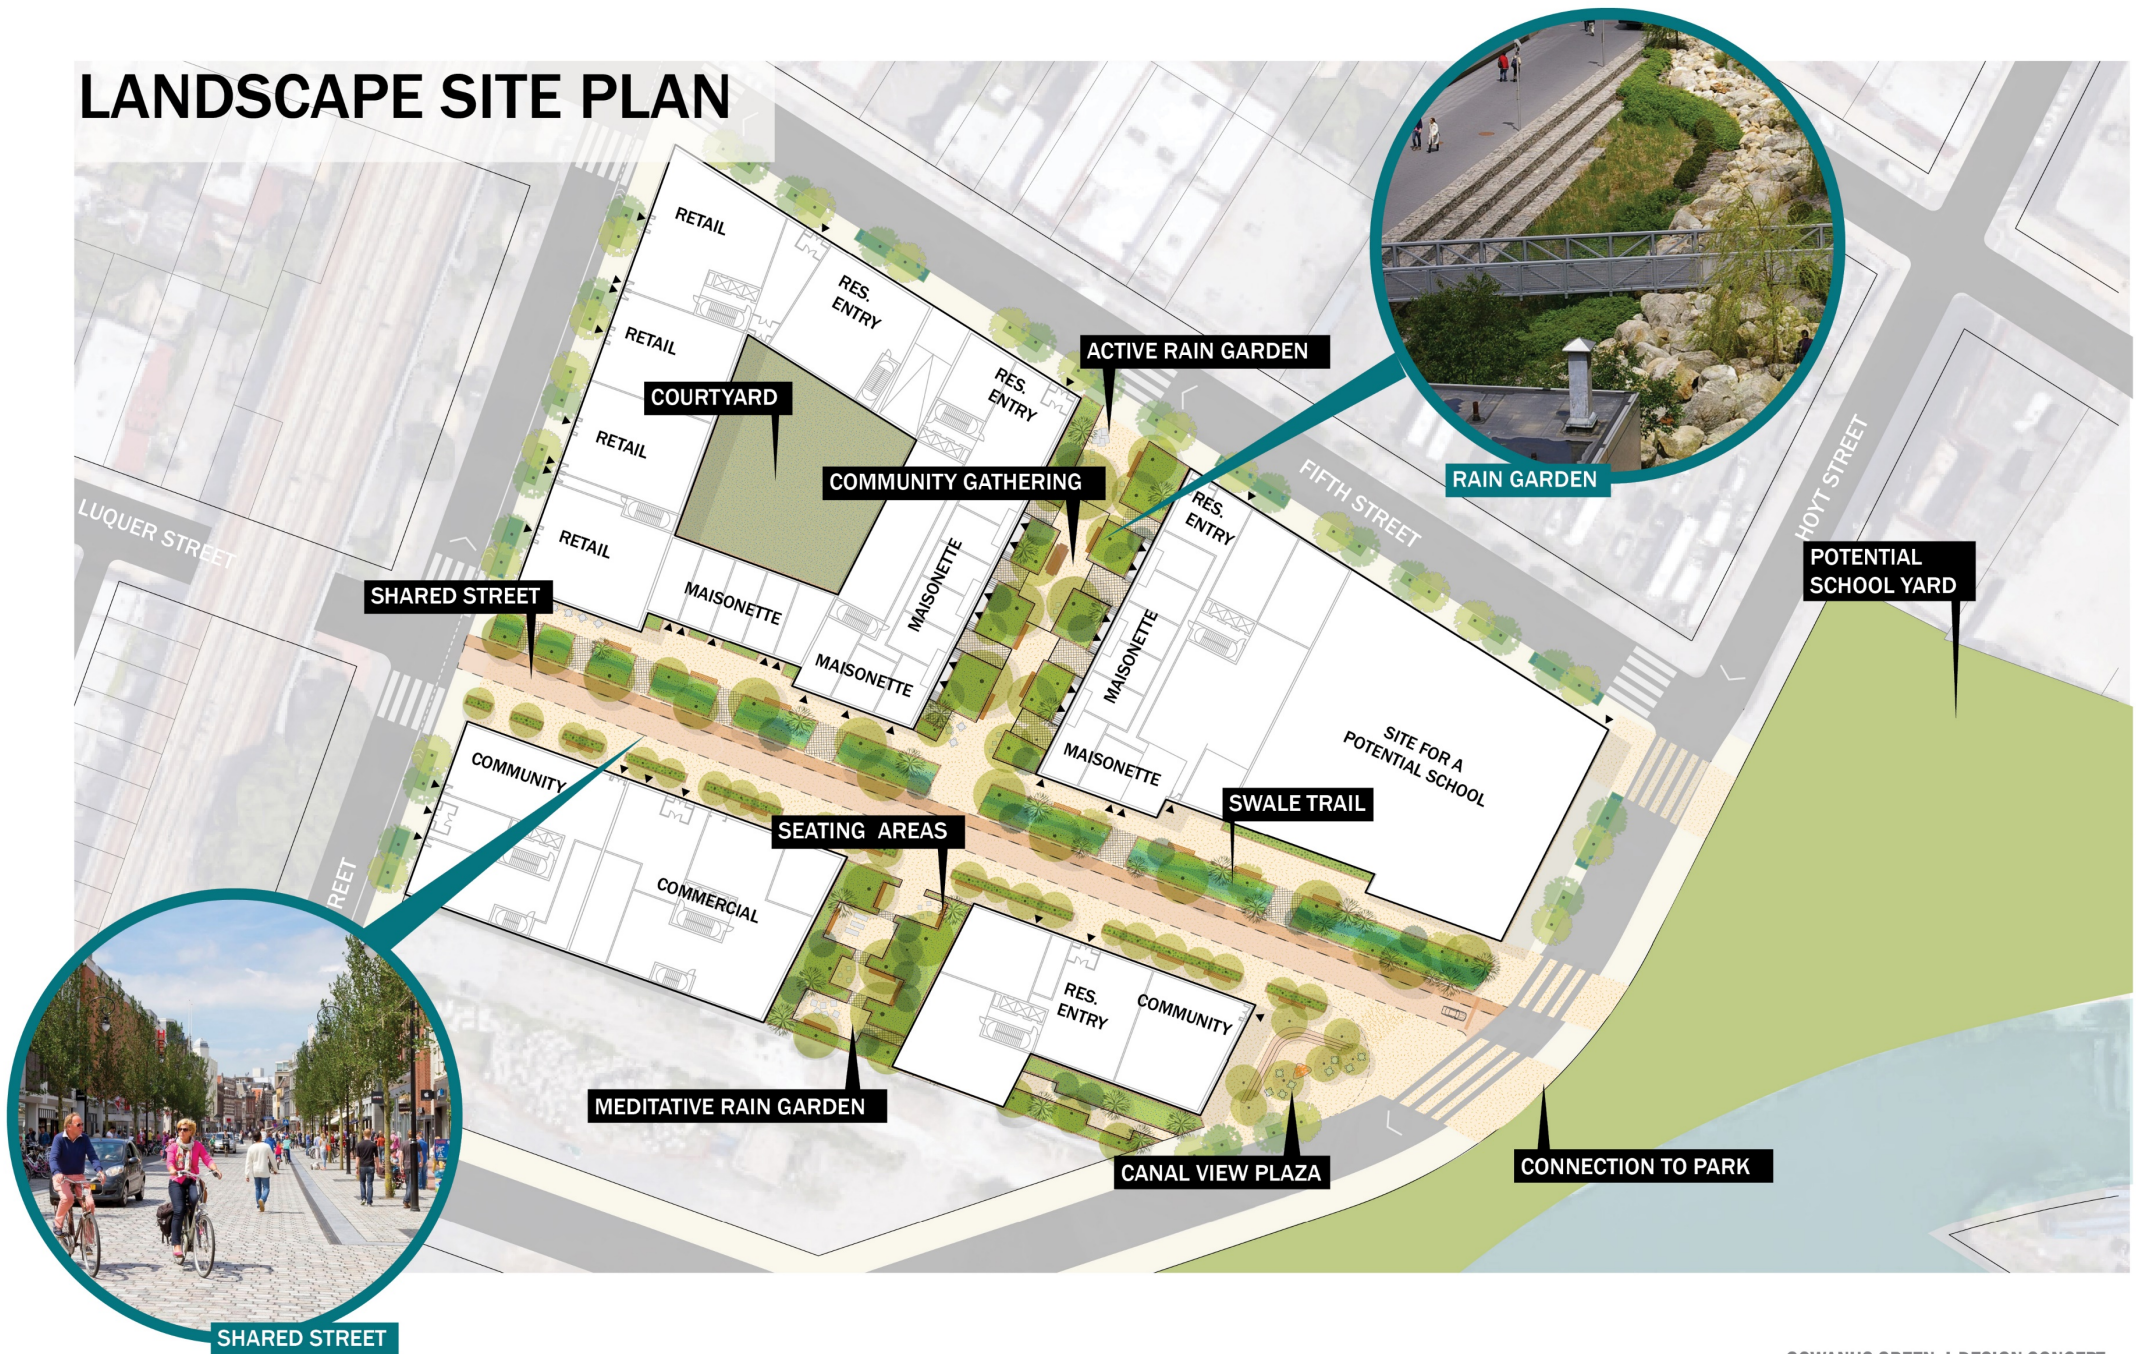 LANDSCAPE SITE PLAN
RETAIL
RES.
ENTRY
RETAIL
RES.
ENTRY
COURTYARD
RETAIL
RETAIL
ACTIVE RAIN GARDEN
COMMUNITY GATHERING
RAIN GARDEN
FIFTH STREET
HOYT STREET
RES.
ENTRY
LUQUER STREET
SHARED STREET
MAISONETTE
MAISONETTE
MAISONETTE
MAISONETTE
MAISONETTE
POTENTIAL
SCHOOL YARD
SITE FOR A
POTENTIAL SCHOOL
COMMUNITY
SEATING AREAS
SWALE TRAIL
COMMERCIAL
REET
RES.
ENTRY
COMMUNITY
MEDITATIVE RAIN GARDEN
CANAL VIEW PLAZA
CONNECTION TO PARK
SHARED STREET